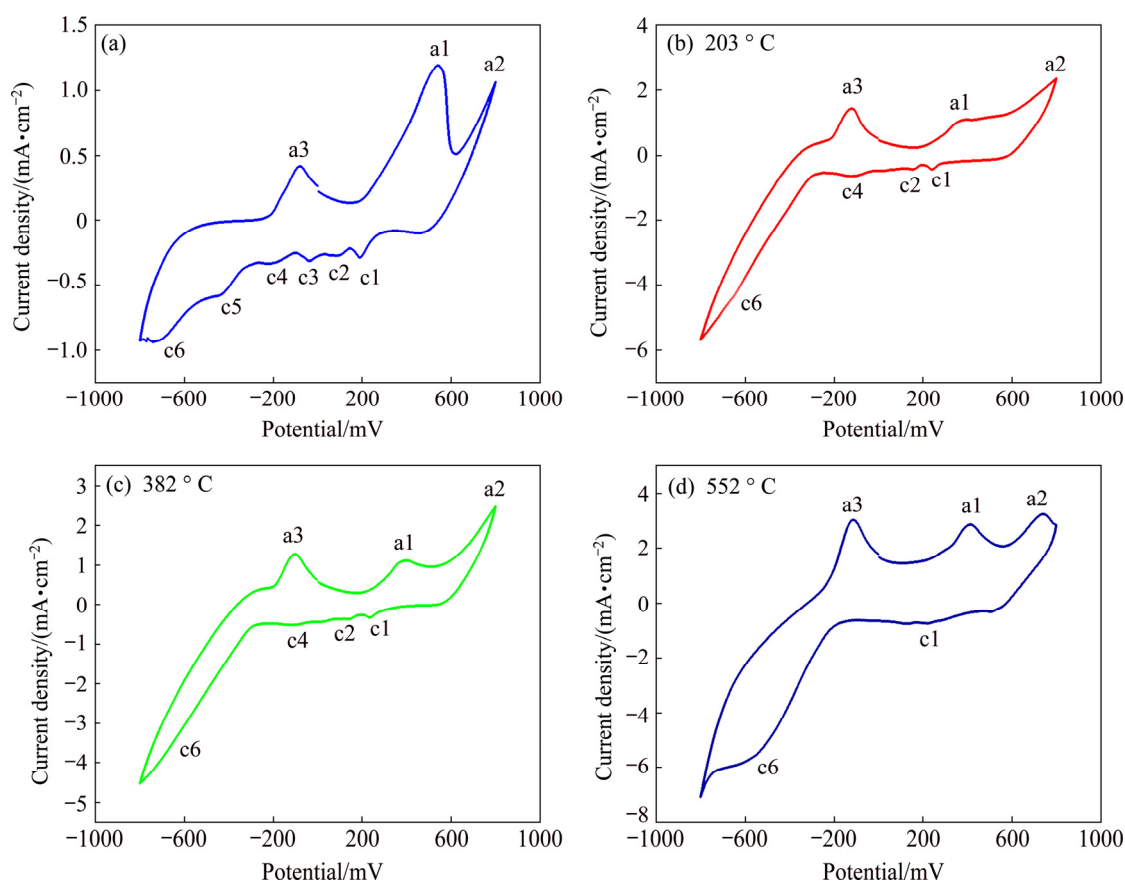 (a)
a1
a2
a3
c1
c2
c3
c4
c5
c6
1.5
1.0
0.5
0
−0.5
−1.0
−1000 −600 −200 200 600 1000
Potential/mV
Current density/(mA•cm−2)
(b) 203 ° C
a1
a2
a3
c1
c2
c4
c6
4
2
0
−2
−4
−6
−1000 −600 −200 200 600 1000
Potential/mV
Current density/(mA•cm−2)
(c) 382 ° C
a1
a2
a3
c1
c2
c4
c6
3
2
1
0
−1
−2
−3
−4
−5
−1000 −600 −200 200 600 1000
Potential/mV
Current density/(mA•cm−2)
(d) 552 ° C
a1
a2
a3
c1
c6
4
2
0
−2
−4
−6
−8
−1000 −600 −200 200 600 1000
Potential/mV
Current density/(mA•cm−2)